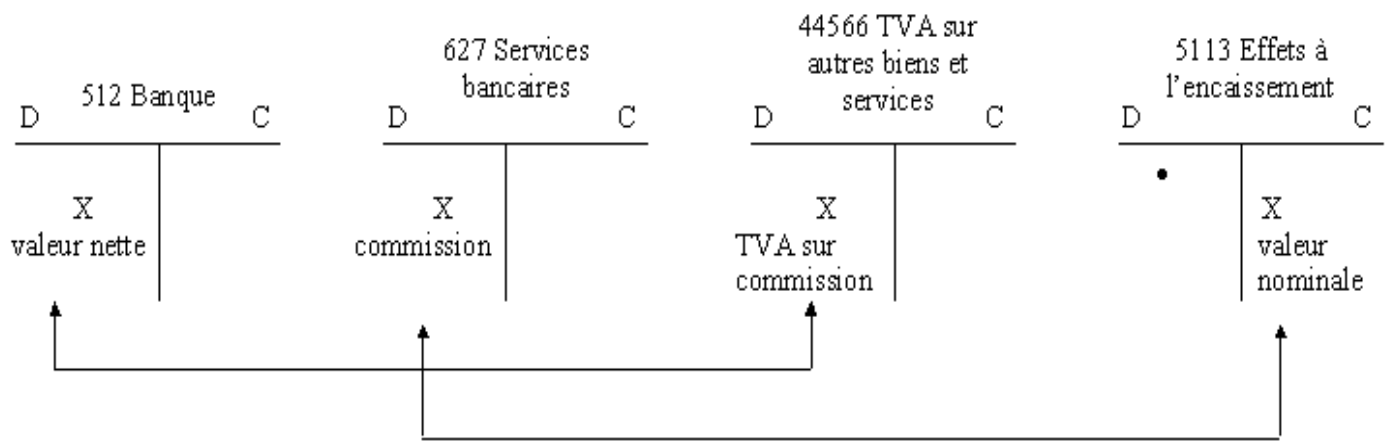 512 Banque
D C
627 Services
bancaires
D C
44566 TVA sur
autres biens et
services
D C
5113 Effets à
l'encaissement
D C
X
valeur nette
X
commission
X
TVA sur
commission
X
valeur
nominale